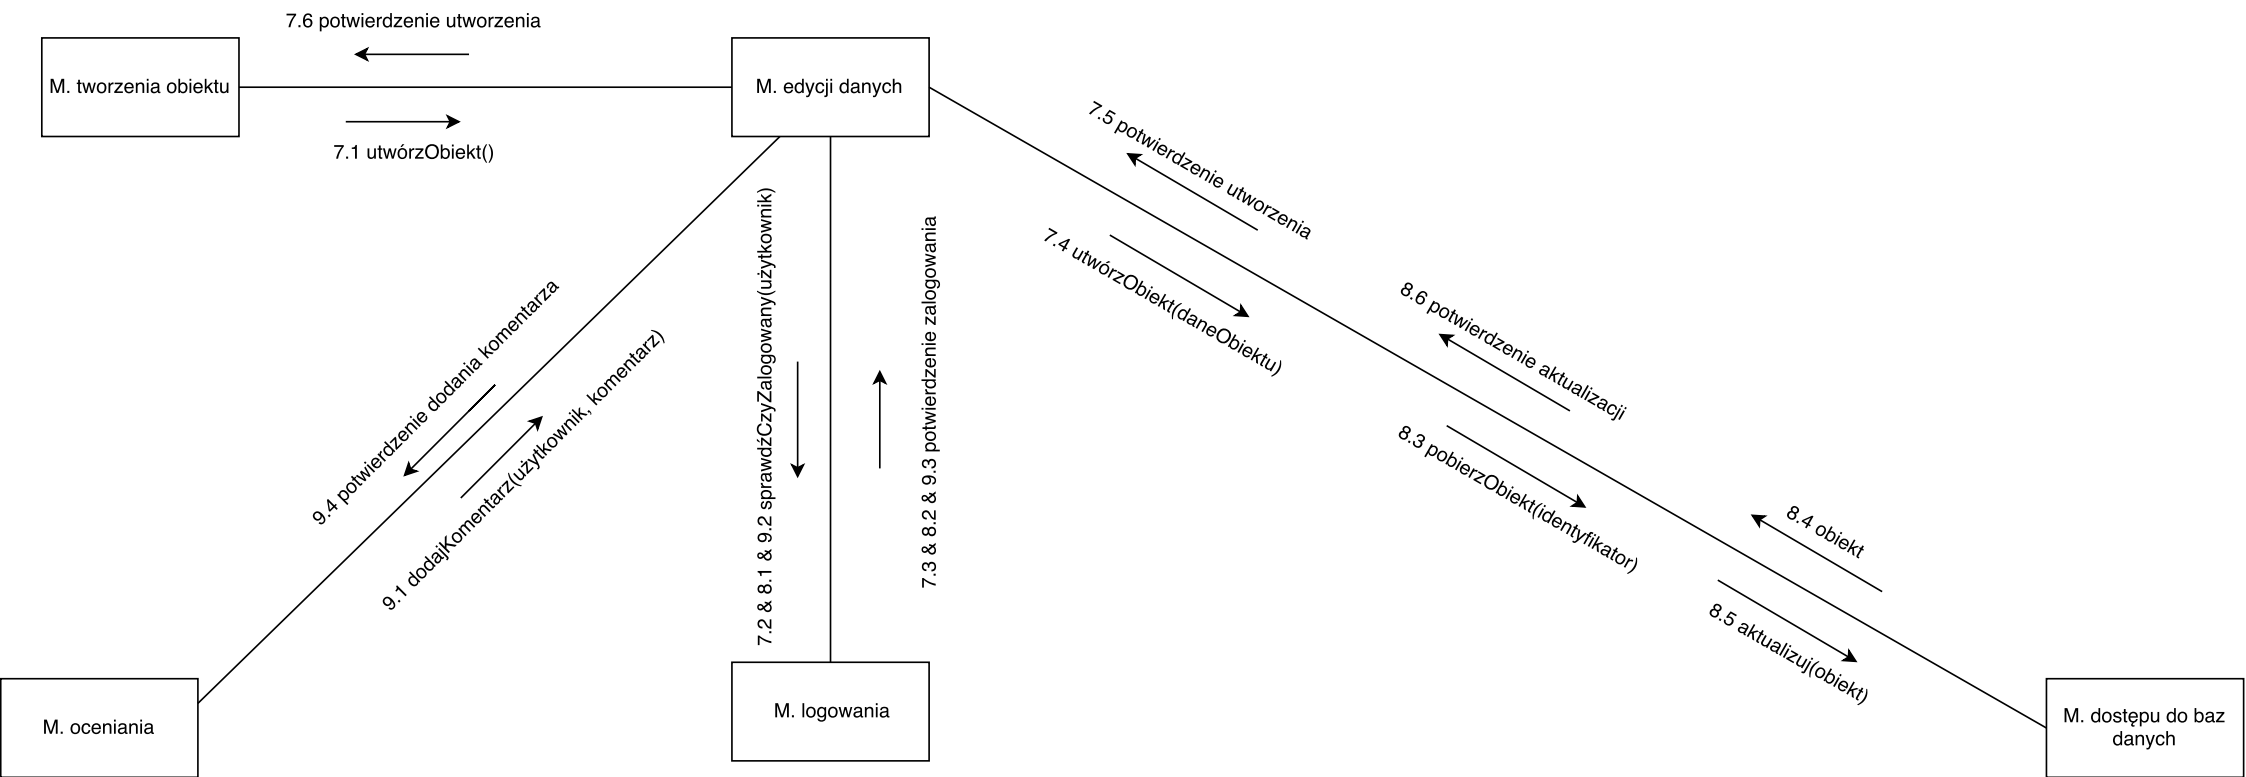 7.6 potwierdzenie utworzenia
M. tworzenia obiektu
M. edycji danych
7.1 utwórzObiekt()
7.5 potwierdzenie utworzenia
7.4 utwórzObiekt(daneObiektu)
9.4 potwierdzenie dodania komentarza
9.1 dodajKomentarz(użytkownik, komentarz)
7.2 & 8.1 & 9.2 sprawdźCzyZalogowany(użytkownik)
7.3 & 8.2 & 9.3 potwierdzenie zalogowania
8.6 potwierdzenie aktualizacji
8.3 pobierzObiekt(identyfikator)
8.4 obiekt
8.5 aktualizuj(obiekt)
M. oceniania
M. logowania
M. dostępu do baz
danych